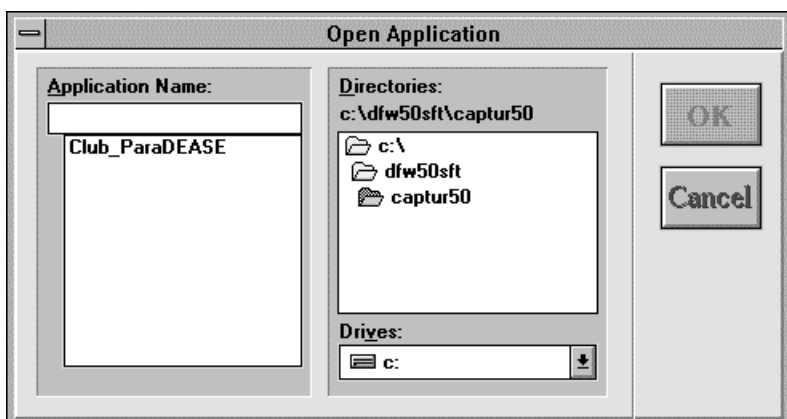 Open Application
Application Name:
Club_ParaDEASE
Directories:
c:\dfw50sft\captur50
c:\
dfw50sft
captur50
Drives:
c:
OK
Cancel